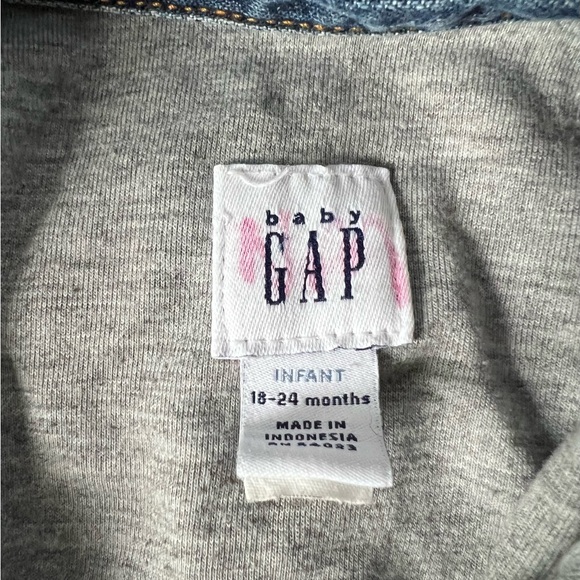 baby
GAP
INFANT
18-24 months
MADE IN
INDONESIA